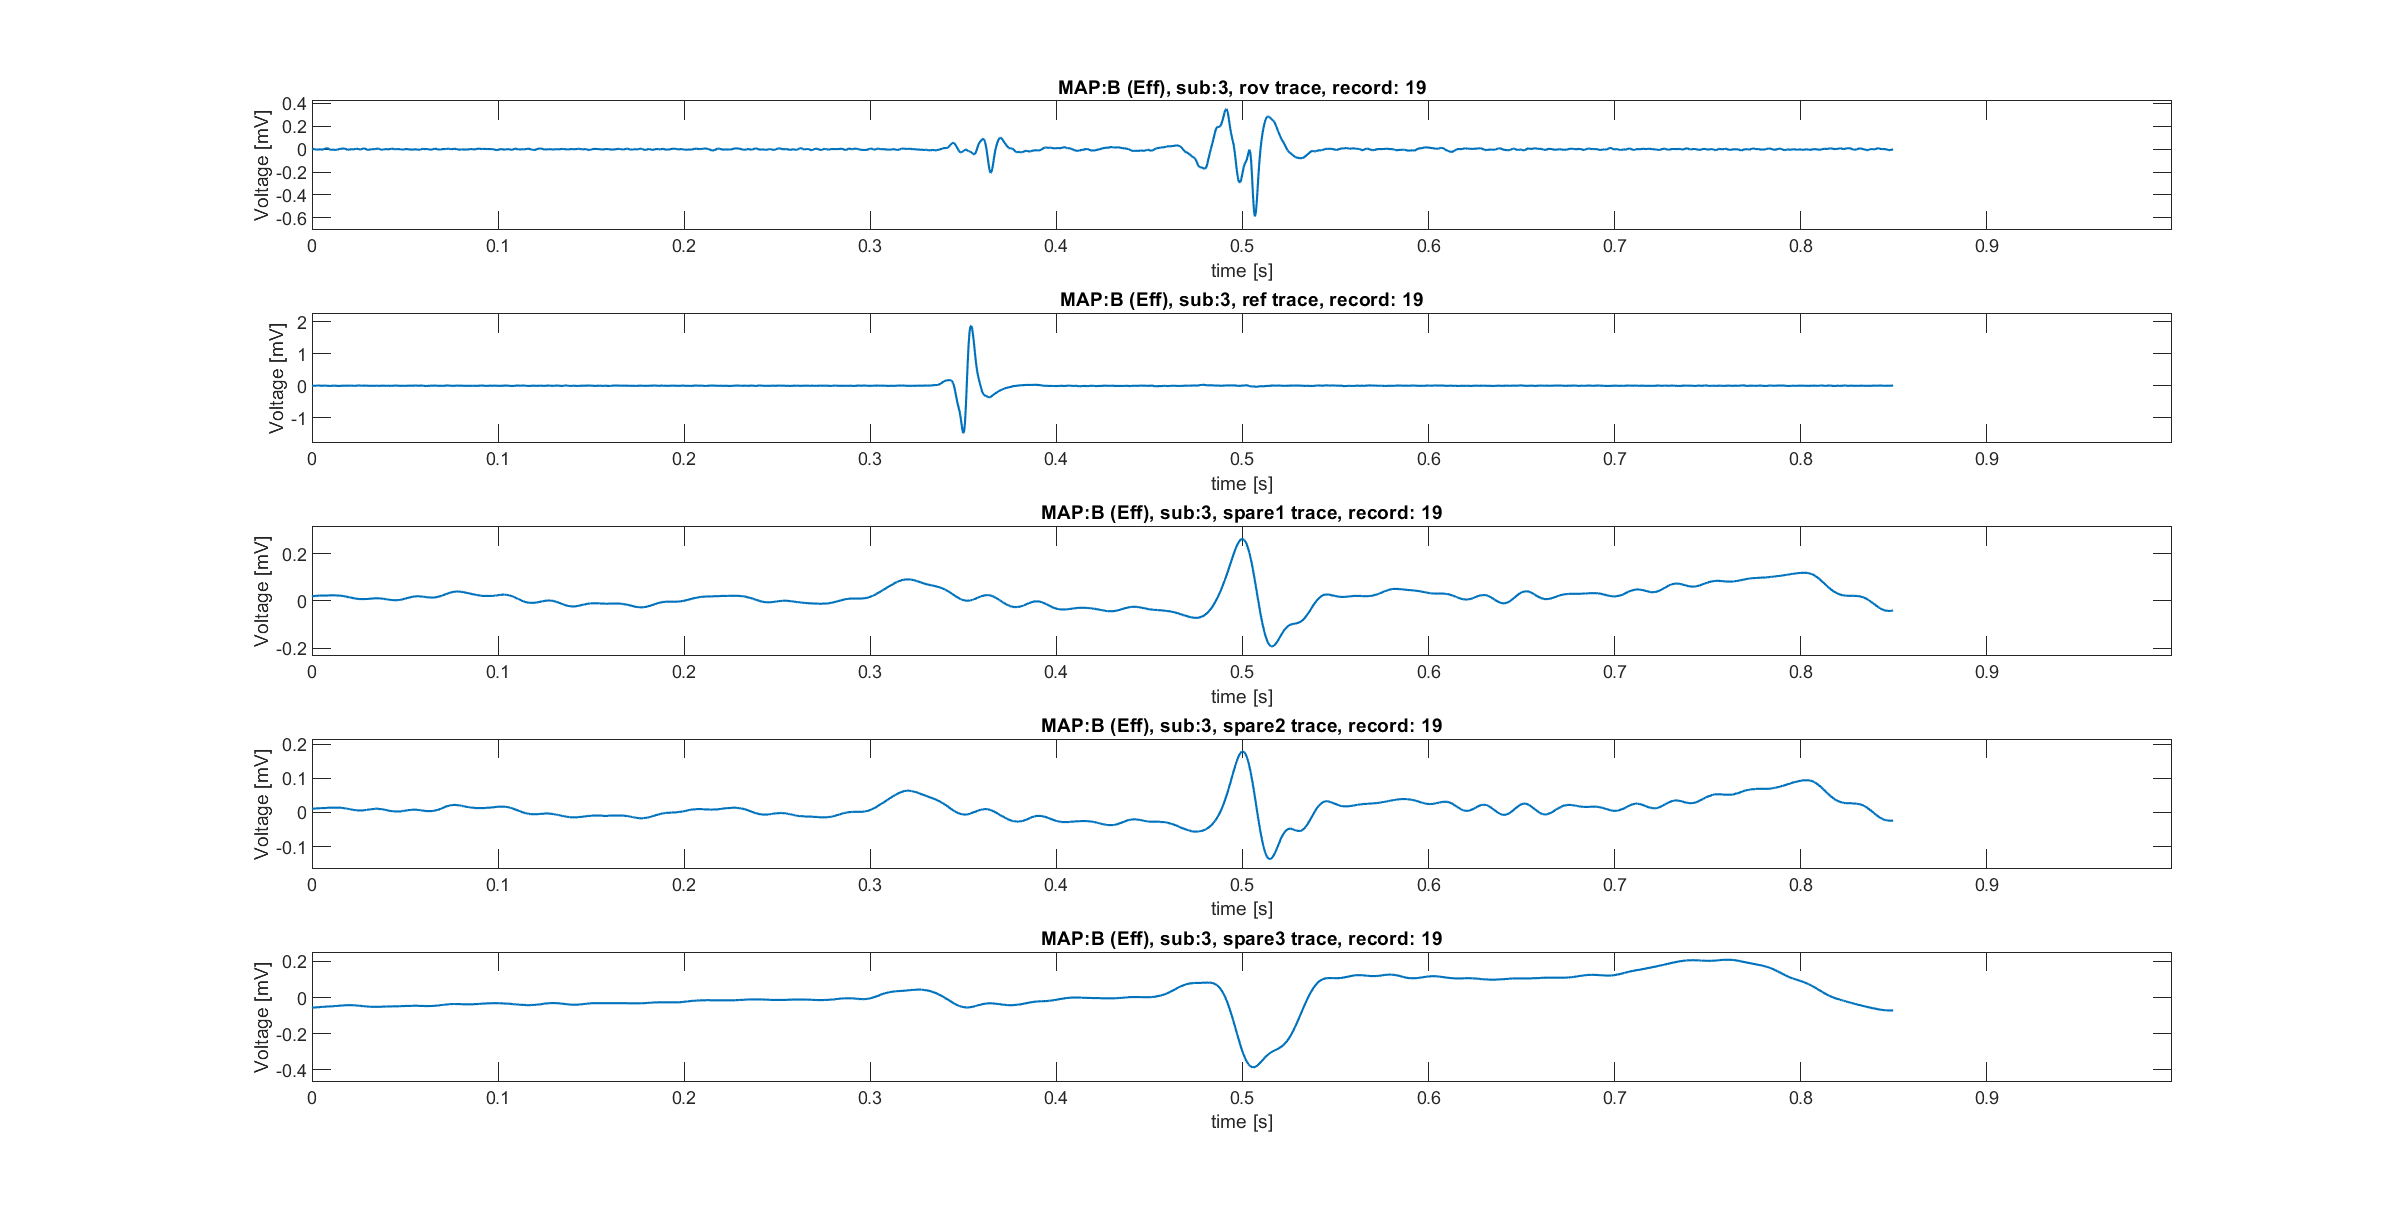 MAP:B (Eff), sub:3, rov trace, record: 19
Voltage [mV]
0.4
0.2
0
-0.2
-0.4
-0.6
0 0.1 0.2 0.3 0.4 0.5 0.6 0.7 0.8 0.9
time [s]
MAP:B (Eff), sub:3, ref trace, record: 19
Voltage [mV]
2
1
0
-1
0 0.1 0.2 0.3 0.4 0.5 0.6 0.7 0.8 0.9
time [s]
MAP:B (Eff), sub:3, spare1 trace, record: 19
Voltage [mV]
0.2
0
-0.2
0 0.1 0.2 0.3 0.4 0.5 0.6 0.7 0.8 0.9
time [s]
MAP:B (Eff), sub:3, spare2 trace, record: 19
Voltage [mV]
0.2
0.1
0
-0.1
0 0.1 0.2 0.3 0.4 0.5 0.6 0.7 0.8 0.9
time [s]
MAP:B (Eff), sub:3, spare3 trace, record: 19
Voltage [mV]
0.2
0
-0.2
-0.4
0 0.1 0.2 0.3 0.4 0.5 0.6 0.7 0.8 0.9
time [s]